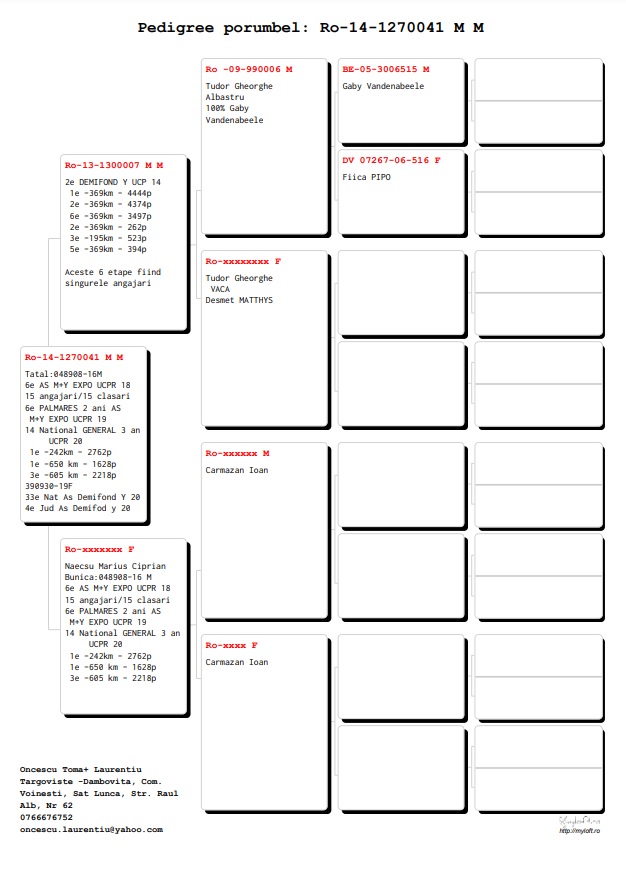 Pedigree porumbel: Ro-14-1270041 M M
Ro -09-990006 M
Tudor Gheorghe
Albastru
100% Gaby
Vandenabeele
BE-05-3006515 M
Gaby Vandenabeele
DV 07267-06-516 F
Fiica PIPO
Ro-13-1300007 M M
2e DEMIFOND Y UCP 14
1e -369km - 4444p
2e -369km - 4374p
6e -369km - 3497p
2e -369km - 262p
3e -195km - 523p
5e -369km - 394p
Aceste 6 etape fiind
singurele angajari
Ro-xxxxxxxx F
Tudor Gheorghe
VACA
Desmet MATTHYS
Ro-14-1270041 M M
Tatal:048908-16M
6e AS M+Y EXPO UCPR 18
15 angajari/15 clasari
6e PALMARES 2 ani AS
M+Y EXPO UCPR 19
14 National GENERAL 3 an
UCPR 20
1e -242km - 2762p
1e -650 km - 1628p
3e -605 km - 2218p
390930-19F
33e Nat As Demifond Y 20
4e Jud As Demifod y 20
Ro-xxxxxx M
Carmazan Ioan
Ro-xxxxxxx F
Naecsu Marius Ciprian
Bunica:048908-16 M
6e AS M+Y EXPO UCPR 18
15 angajari/15 clasari
6e PALMARES 2 ani AS
M+Y EXPO UCPR 19
14 National GENERAL 3 an
UCPR 20
1e -242km - 2762p
1e -650 km - 1628p
3e -605 km - 2218p
Ro-xxxx F
Carmazan Ioan
Oncescu Toma+ Laurentiu
Targoviste -Dambovita, Com.
Voinesti, Sat Lunca, Str. Raul
Alb, Nr 62
0766676752
oncescu.laurentiu@yahoo.com
http://myloft.ro